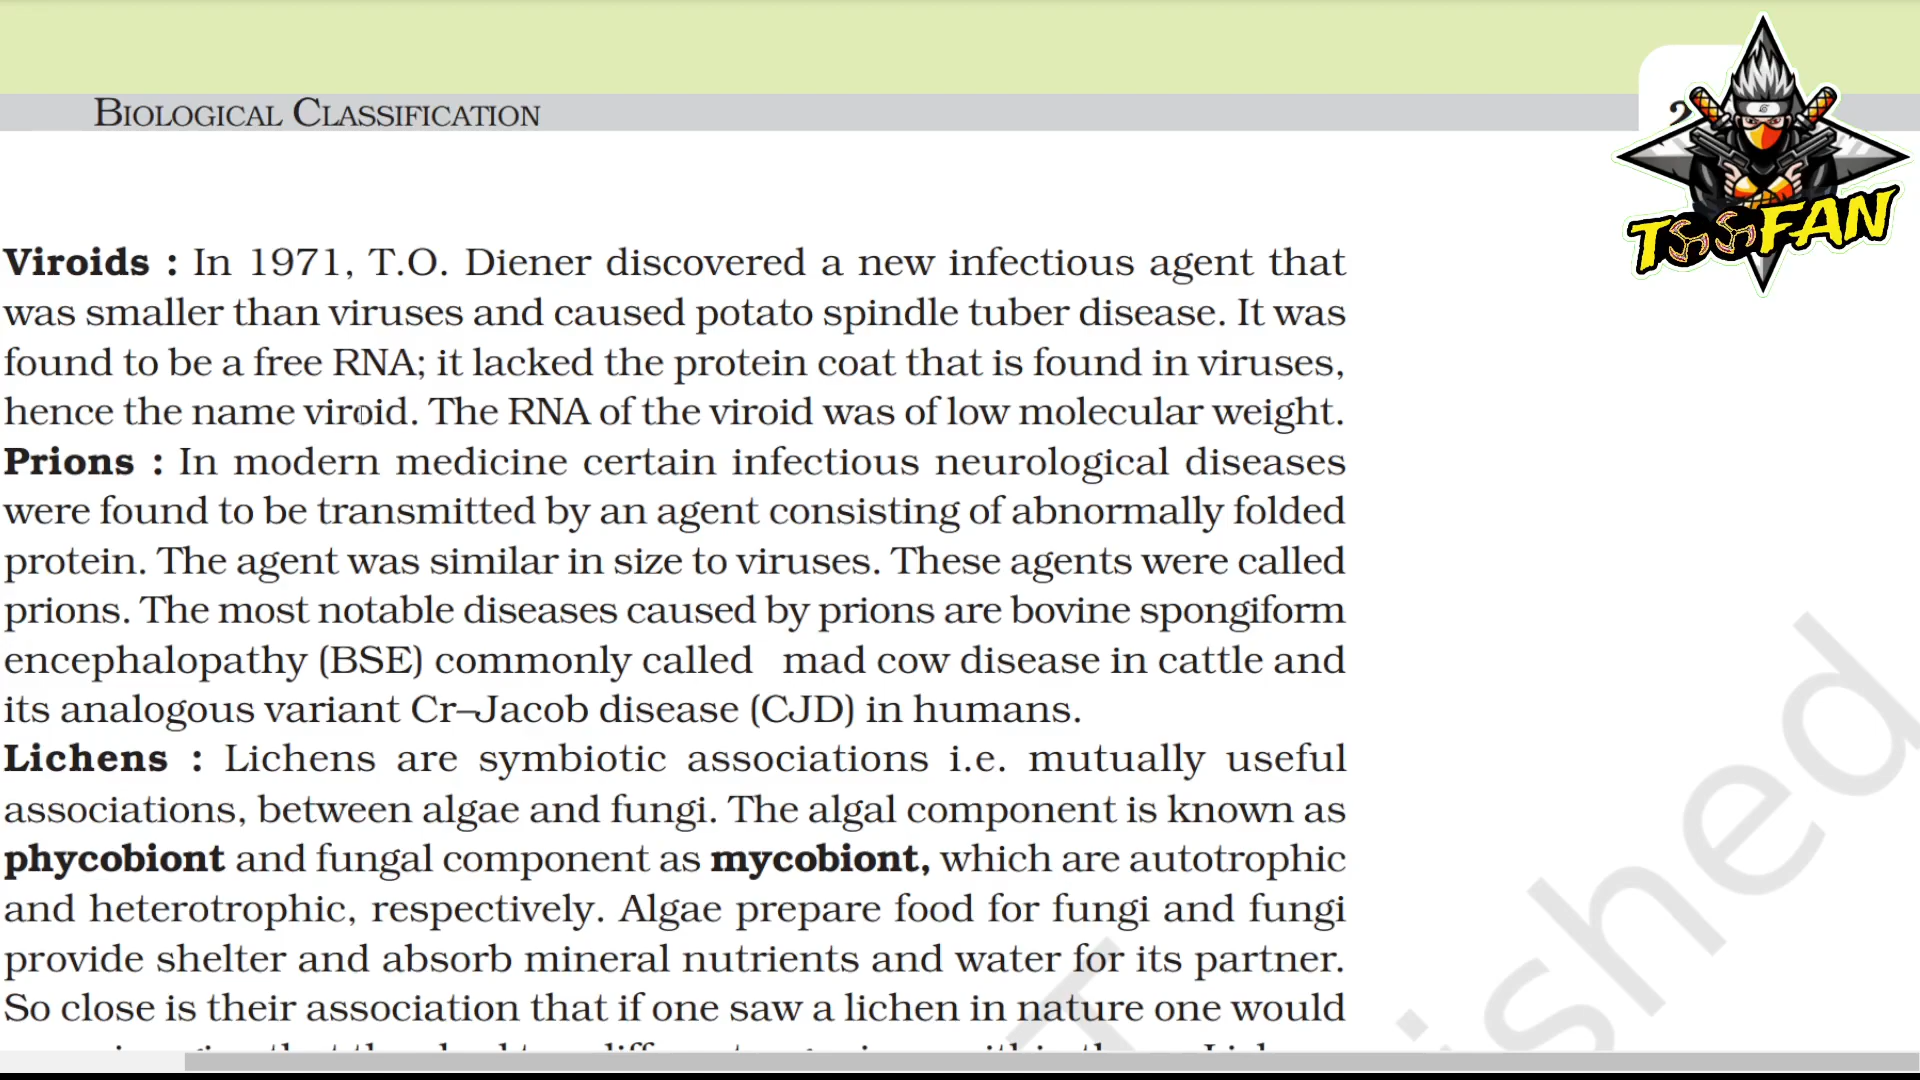 BIOLOGICAL CLASSIFICATION
2
TOOFAN
Viroids : In 1971, T.O. Diener discovered a new infectious agent that
was smaller than viruses and caused potato spindle tuber disease. It was
found to be a free RNA; it lacked the protein coat that is found in viruses,
hence the name viroid. The RNA of the viroid was of low molecular weight.
Prions : In modern medicine certain infectious neurological diseases
were found to be transmitted by an agent consisting of abnormally folded
protein. The agent was similar in size to viruses. These agents were called
prions. The most notable diseases caused by prions are bovine spongiform
encephalopathy (BSE) commonly called mad cow disease in cattle and
its analogous variant Cr–Jacob disease (CJD) in humans.
Lichens : Lichens are symbiotic associations i.e. mutually useful
associations, between algae and fungi. The algal component is known as
phycobiont and fungal component as mycobiont, which are autotrophic
and heterotrophic, respectively. Algae prepare food for fungi and fungi
provide shelter and absorb mineral nutrients and water for its partner.
So close is their association that if one saw a lichen in nature one would